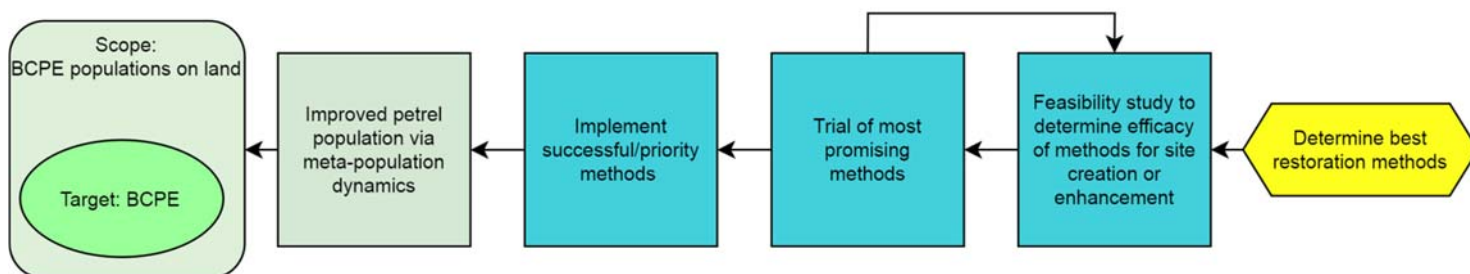 Scope:
BCPE populations on land
Target: BCPE
Improved petrel
population via
meta-population
dynamics
Implement
successful/priority
methods
Trial of most
promising
methods
Feasibility study to
determine efficacy
of methods for site
creation or
enhancement
Determine best
restoration methods